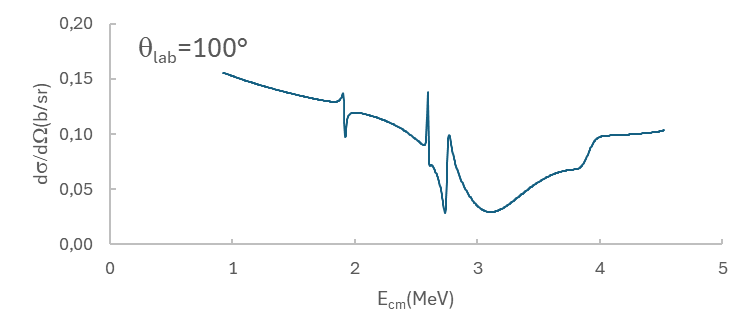 0,20
θlab=100°
0,15
0,10
0,05
0,00
dσ/dΩ(b/sr)
0 1 2 3 4 5
Ecm(MeV)